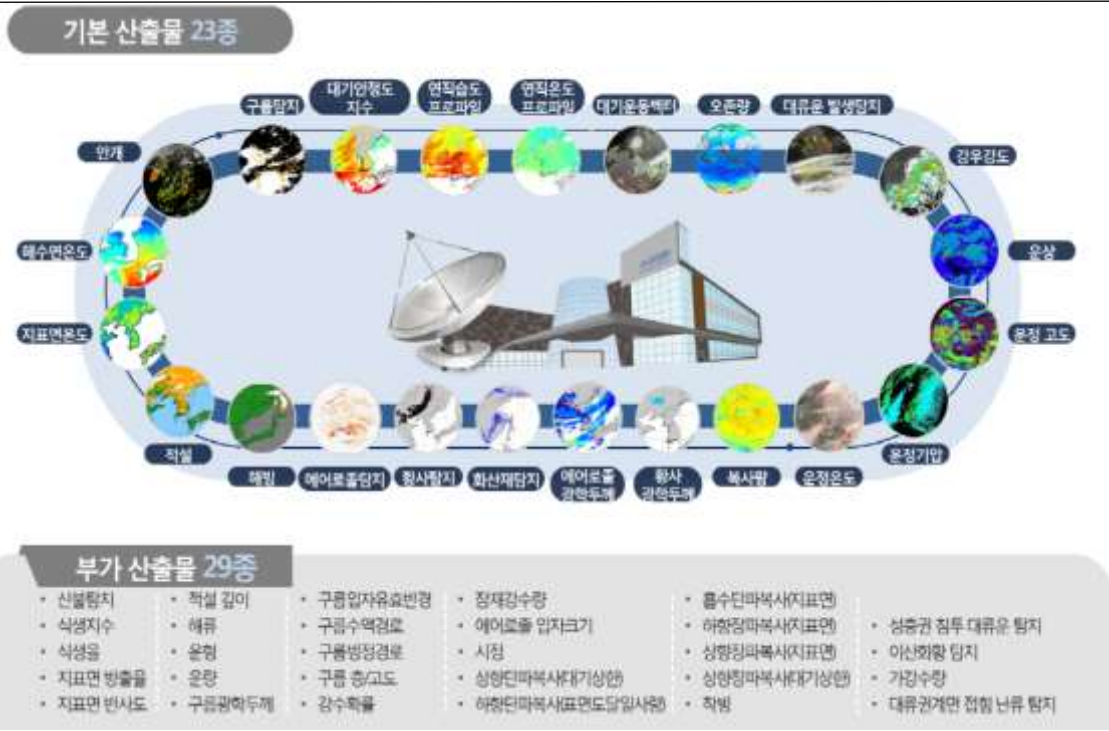 기본 산출물 23종
구름탐지
대기안정도
지수
연직습도
프로파일
연직온도
프로파일
대기운동벡터
오존량
대류운 발생탐지
안개
강우강도
해수면온도
운상
지표면온도
운정 고도
적설
운정기압
해빙
에어로졸탐지
황사탐지
화산재탐지
에어로졸
광학두께
황사
광학두께
복사량
운정온도
부가 산출물 29종
• 산불탐지
• 식생지수
• 식생율
• 지표면 방출율
• 지표면 반사도
• 적설 깊이
• 해류
• 운형
• 운량
• 구름광학두께
• 구름입자유효반경
• 구름수액경로
• 구름빙정경로
• 구름 층/고도
• 강수확률
• 잠재강수량
• 에어로졸 입자크기
• 시정
• 상향단파복사(대기상한)
• 하향단파복사(표면도달일사량)
• 흡수단파복사(지표면)
• 하향장파복사(지표면)
• 상향장파복사(지표면)
• 상향장파복사(대기상한)
• 착빙
• 성층권 침투 대류운 탐지
• 이산화황 탐지
• 가강수량
• 대류권계면 접힘 난류 탐지